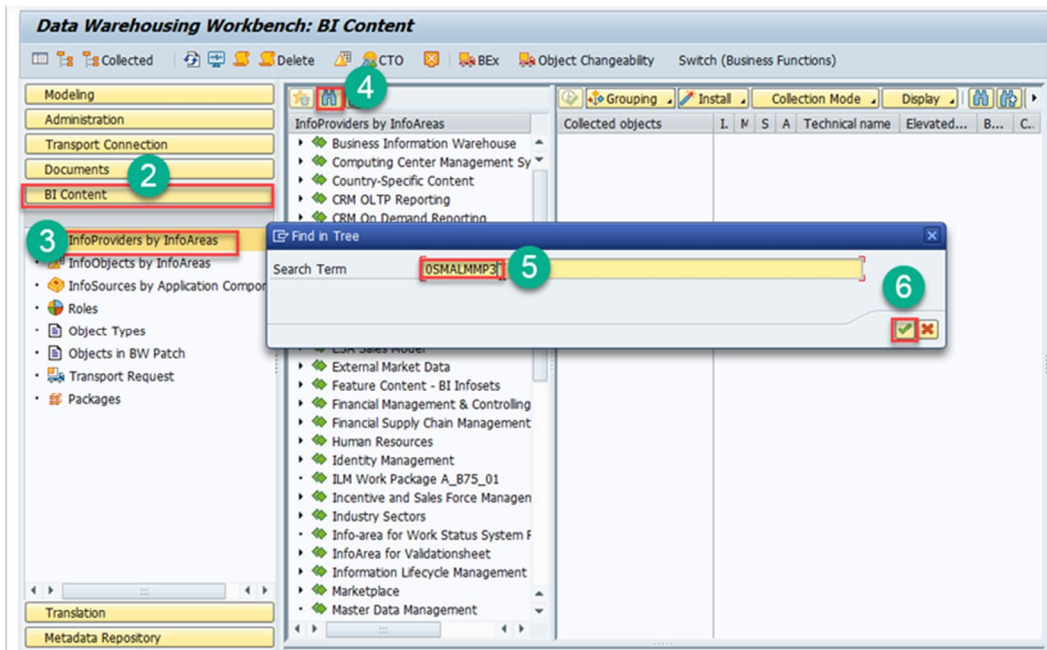 Data Warehousing Workbench: BI Content
Collected Delete CTO BEx Object Changeability Switch (Business Functions)
4
Modeling
Administration
Transport Connection
Documents
2
BI Content
3
InfoProviders by InfoAreas
InfoObjects by InfoAreas
InfoSources by Application Compor
Roles
Object Types
Objects in BW Patch
Transport Request
Packages
Translation
Metadata Repository
InfoProviders by InfoAreas
Business Information Warehouse
Computing Center Management Sy
Country-Specific Content
CRM OLTP Reporting
CRM On Demand Reporting
Find in Tree
Search Term 0SMALMMP3
5
6
ESA Sales Model
External Market Data
Feature Content - BI Infosets
Financial Management & Controlling
Financial Supply Chain Management
Human Resources
Identity Management
ILM Work Package A_B75_01
Incentive and Sales Force Managen
Industry Sectors
Info-area for Work Status System F
InfoArea for Validationsheet
Information Lifecycle Management
Marketplace
Master Data Management
Grouping Install Collection Mode Display
Collected objects I. M S A Technical name Elevated... B... C..